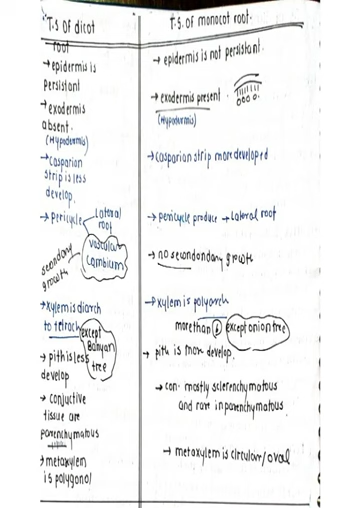 T.S of dicot
root
→ epidermis is
Persistant
→ exodermis
absent.
(Hypodermis)
→ Casparian
strip is less
develop.
→ Pericycle
Lateral
root
vascular
Cambium
secondary
growth
→ xylem is diarch
to tetrach
except
Banyan
tree
→ pith is less
develop
→ conjuctive
tissue are
parenchymatous
→ metaxylem
is polygonal
T.S. of monocot root.
→ epidermis is not persistant.
→ exodermis present.
(Hypodermis)
→ casparian strip more developed
→ pericycle produce → Lateral root
→ no secondondary growth
→ xylem is polyarch
more than 6 except onion tree
→ pith is more develop.
→ con. mostly sclerenchymatous
and rare in parenchymatous
→ metaxylem is circular/oval